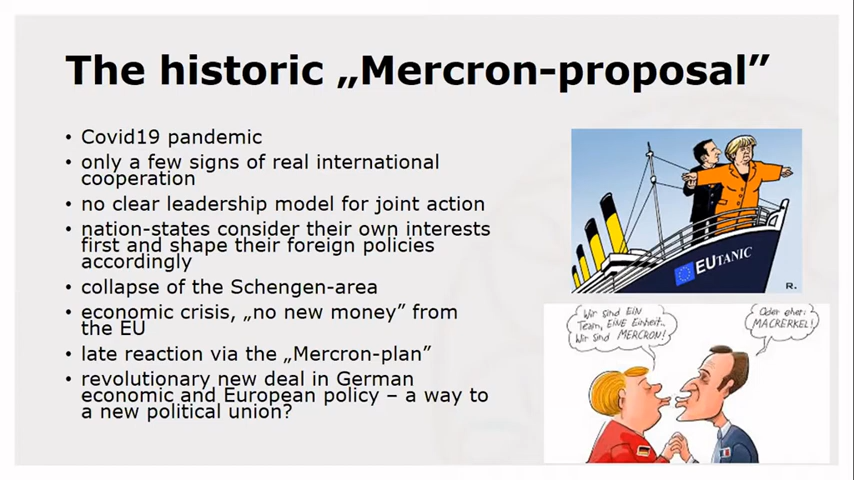 The historic „Mercron-proposal”
• Covid19 pandemic
• only a few signs of real international
cooperation
• no clear leadership model for joint action
• nation-states consider their own interests
first and shape their foreign policies
accordingly
• collapse of the Schengen-area
• economic crisis, „no new money” from
the EU
• late reaction via the „Mercron-plan”
• revolutionary new deal in German
economic and European policy – a way to
a new political union?
EUTANIC
R.
Wir sind EIN
Team, EINE Einheit..
Wir sind MERCRON!
Oder eher:
MACRERKEL!